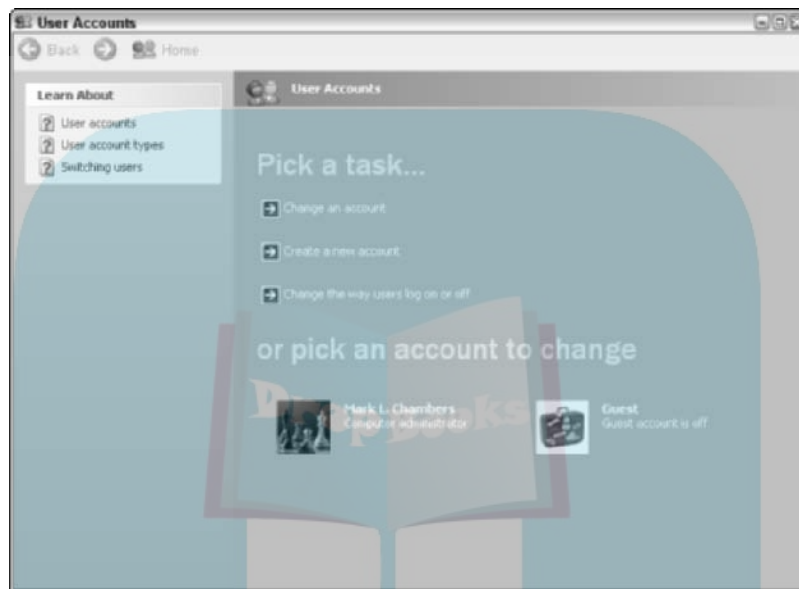 User Accounts
Back Home
Learn About
User accounts
User account types
Switching users
User Accounts
Pick a task...
Change an account
Create a new account
Change the way users log on or off
or pick an account to change
Mark L. Chambers
Computer administrator
Guest
Guest account is off
DropBooks